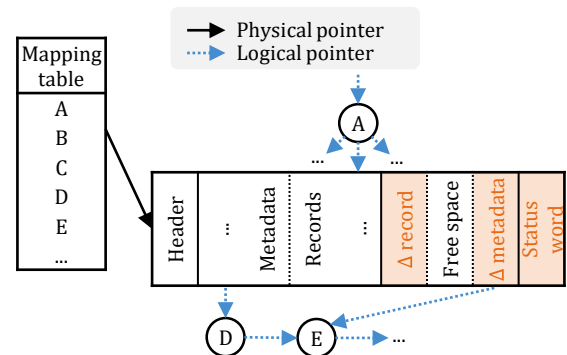 Physical pointer
Logical pointer
Mapping
table
A
B
C
D
E
...
A
...
...
Header
...
Metadata
Records
...
Δ record
Free space
Δ metadata
Status
word
D
E
...